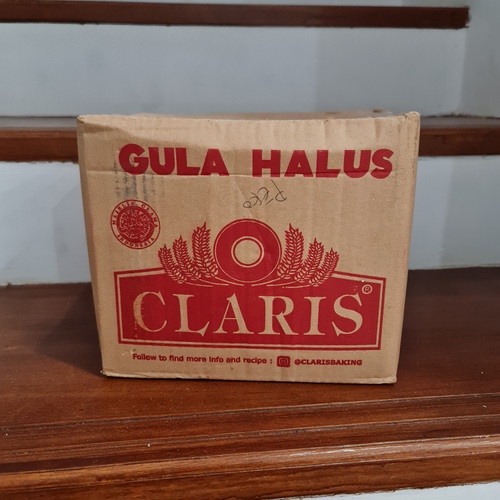 GULA HALUS
CLARIS®
Follow to find more info and recipe : @CLARISBAKING